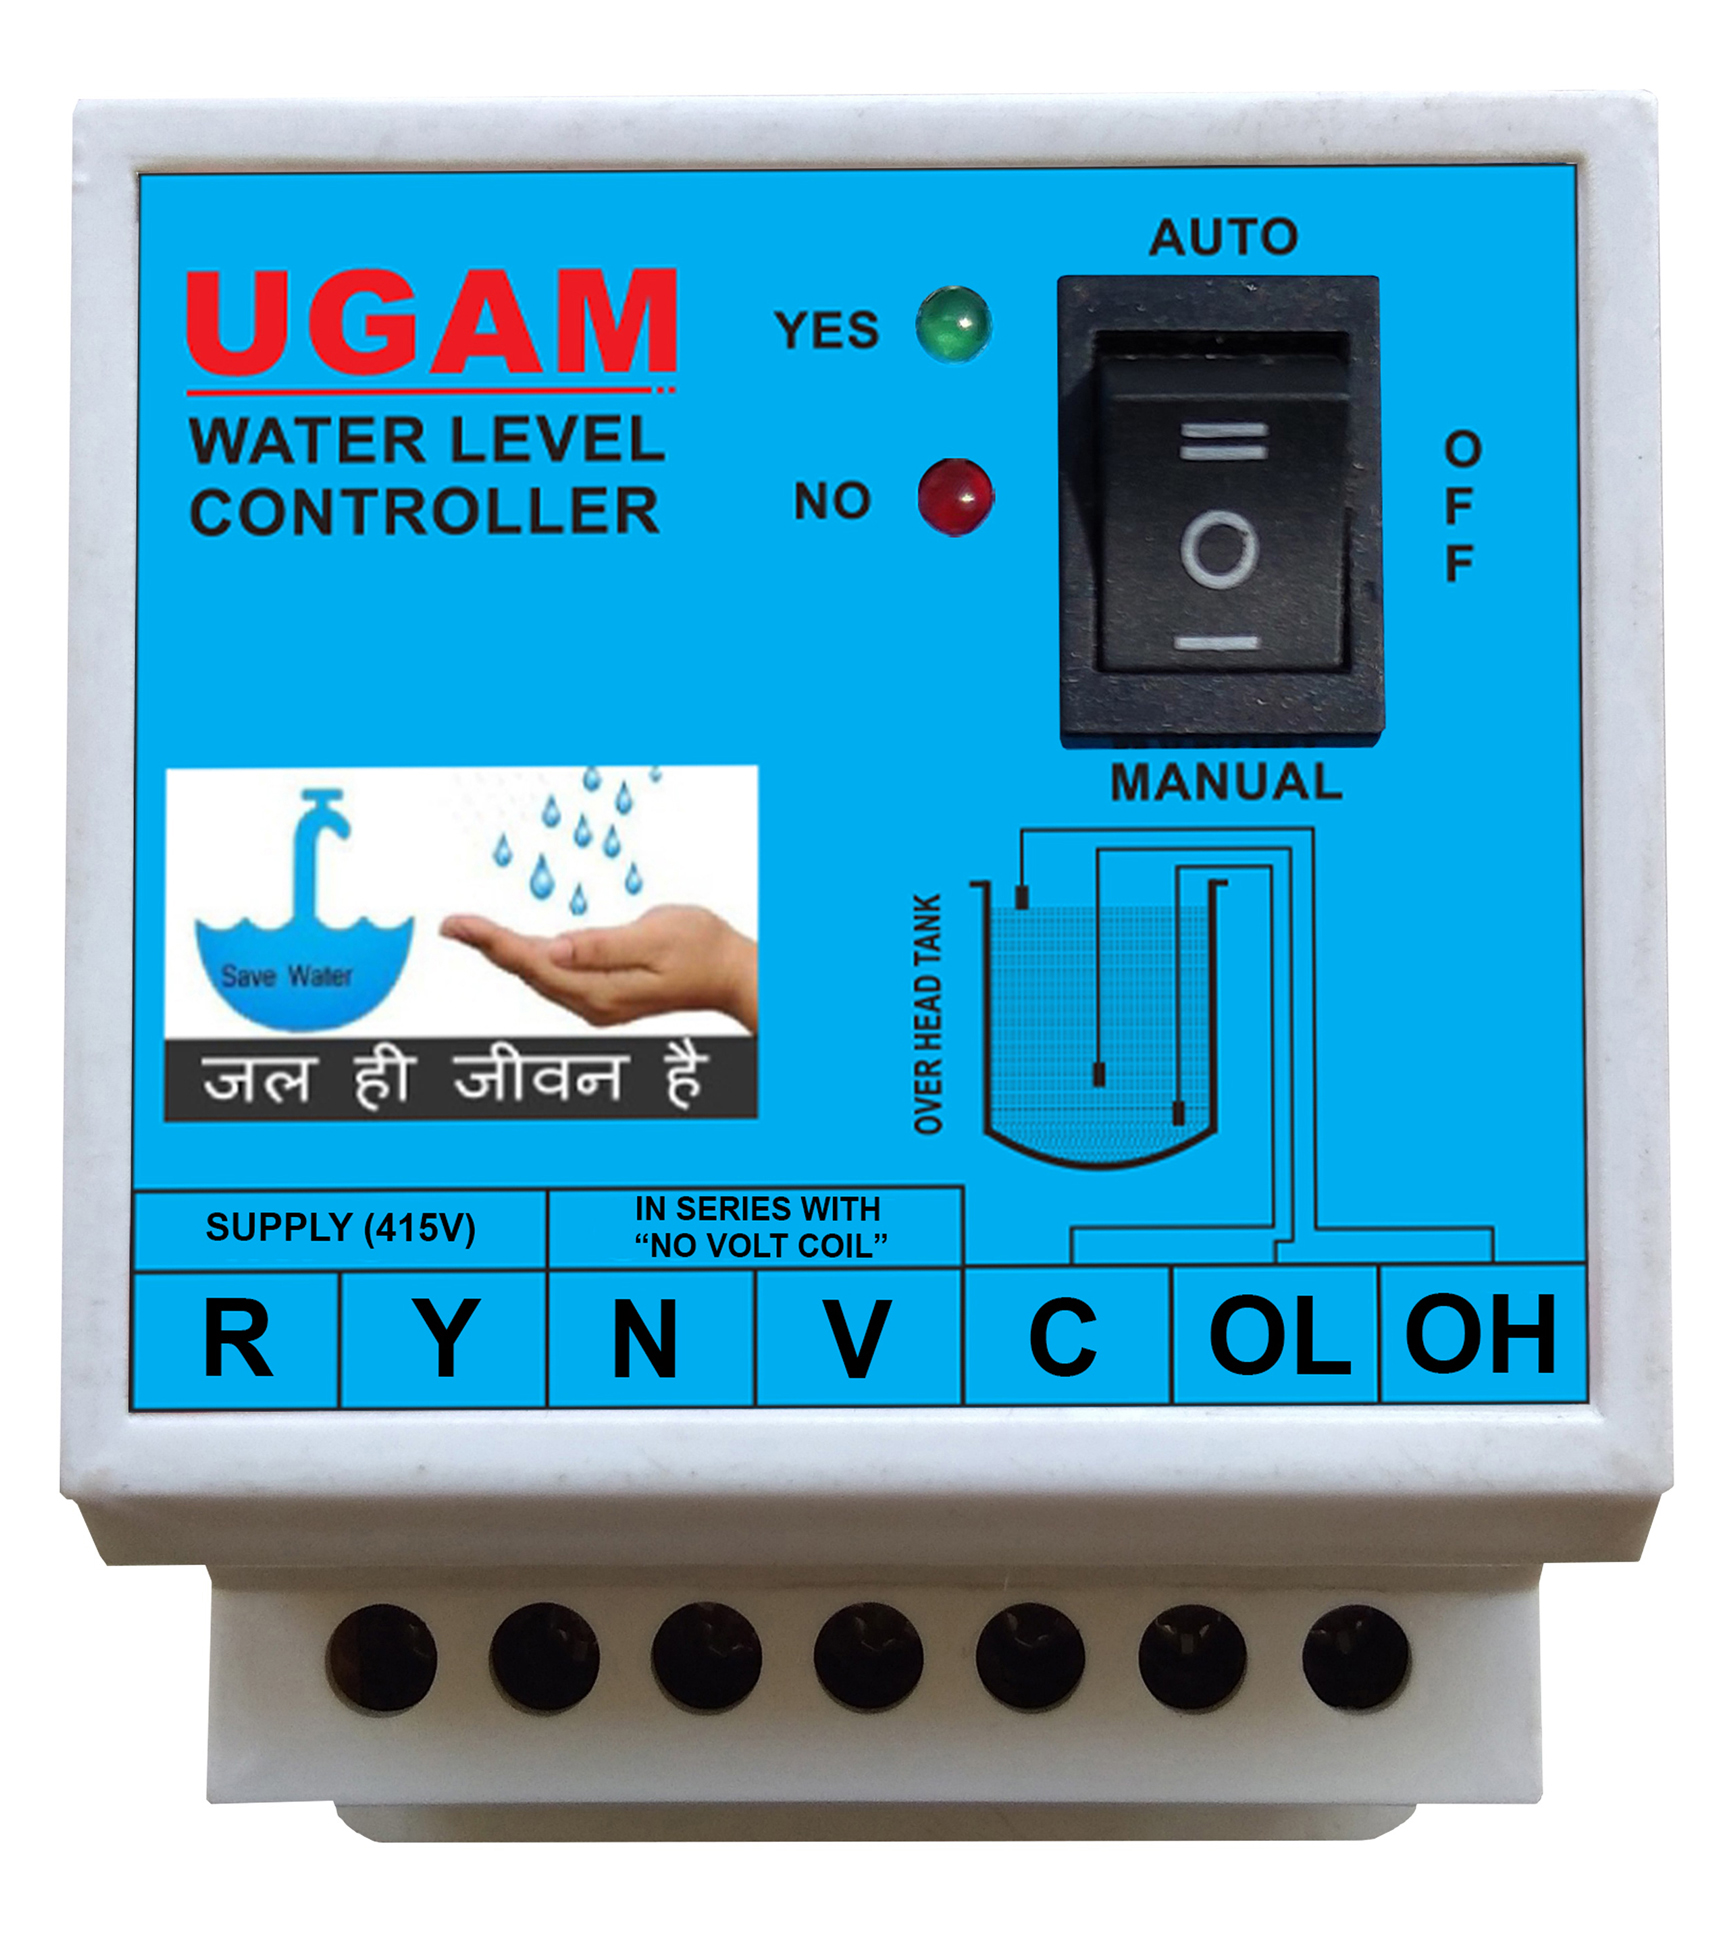 UGAM
WATER LEVEL
CONTROLLER
YES
NO
AUTO
OFF
MANUAL
Save Water
जल ही जीवन है
OVER HEAD TANK
SUPPLY (415V)
IN SERIES WITH
“NO VOLT COIL”
R Y N V C OL OH